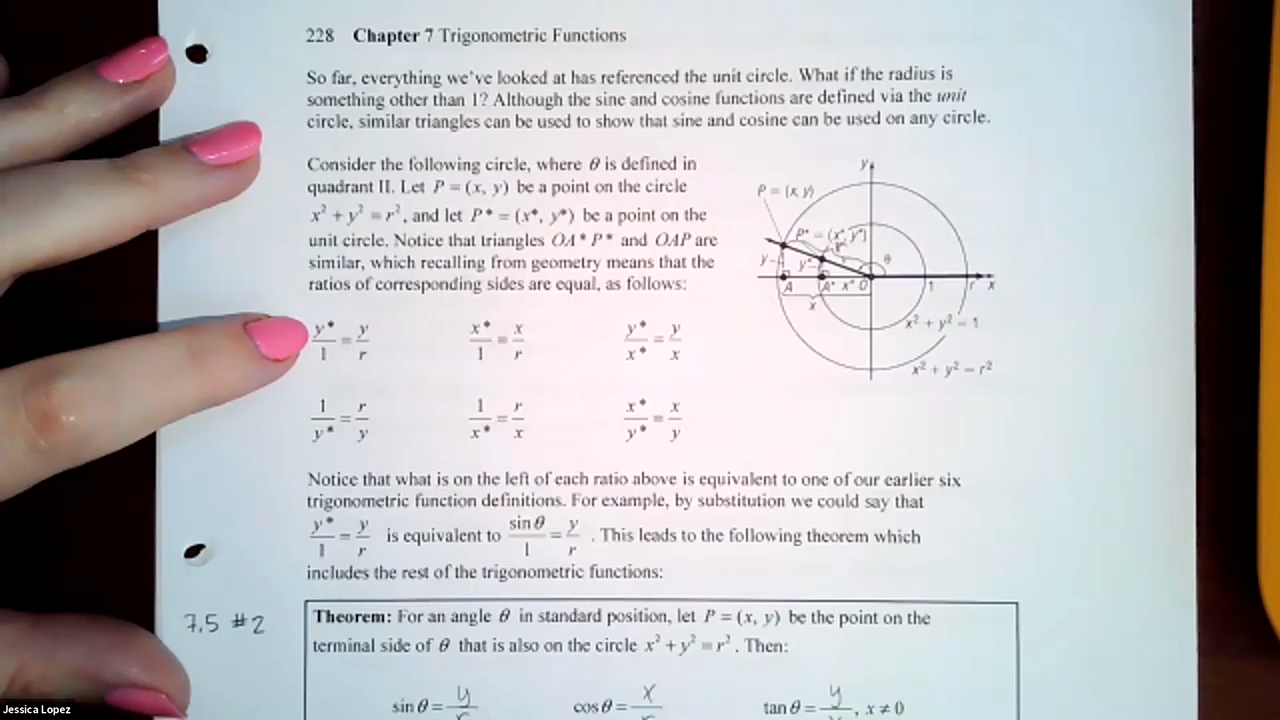 228 Chapter 7 Trigonometric Functions
So far, everything we've looked at has referenced the unit circle. What if the radius is
something other than 1? Although the sine and cosine functions are defined via the unit
circle, similar triangles can be used to show that sine and cosine can be used on any circle.
Consider the following circle, where θ is defined in
quadrant II. Let P = (x, y) be a point on the circle
x² + y² = r², and let P* = (x*, y*) be a point on the
unit circle. Notice that triangles OA*P* and OAP are
similar, which recalling from geometry means that the
ratios of corresponding sides are equal, as follows:
y
P = (x, y)
P* = (x*, y*)
θ
y
y*
A
A*
x*
O
1
r
x
x
x² + y² = 1
x² + y² = r²
y*/1 = y/r x*/1 = x/r y*/x* = y/x
1/y* = r/y 1/x* = r/x x*/y* = x/y
Notice that what is on the left of each ratio above is equivalent to one of our earlier six
trigonometric function definitions. For example, by substitution we could say that
y*/1 = y/r is equivalent to sin θ/1 = y/r. This leads to the following theorem which
includes the rest of the trigonometric functions:
7.5 #2
Theorem: For an angle θ in standard position, let P = (x, y) be the point on the
terminal side of θ that is also on the circle x² + y² = r². Then:
sin θ = y cos θ = x tan θ = y , x ≠ 0
Jessica Lopez